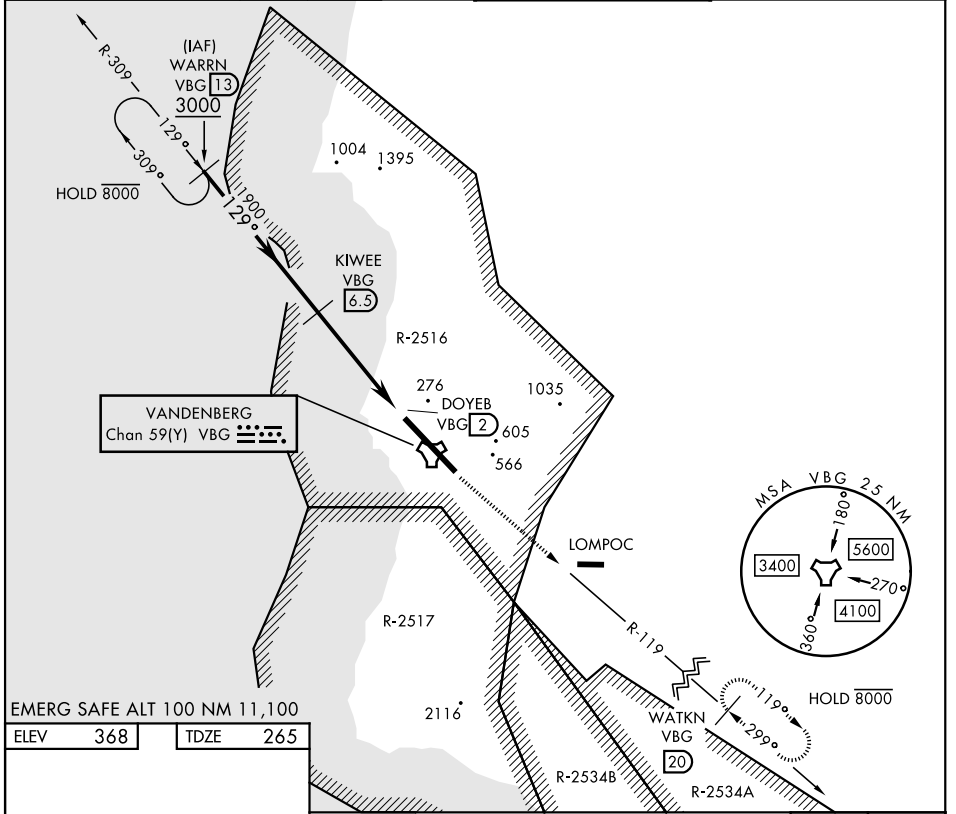 R-309
(IAF)
WARRN
VBG 13
3000
129°
309°
HOLD 8000
1900
129°
1004
1395
KIWEE
VBG
6.5
R-2516
276
DOYEB
VBG 2
1035
605
566
VANDENBERG
Chan 59(Y) VBG
LOMPOC
MSA VBG 25 NM
180°
3400
5600
270°
4100
360°
R-2517
R-119
2116
WATKN
VBG
20
119°
299°
HOLD 8000
R-2534B
R-2534A
EMERG SAFE ALT 100 NM 11,100
ELEV 368
TDZE 265